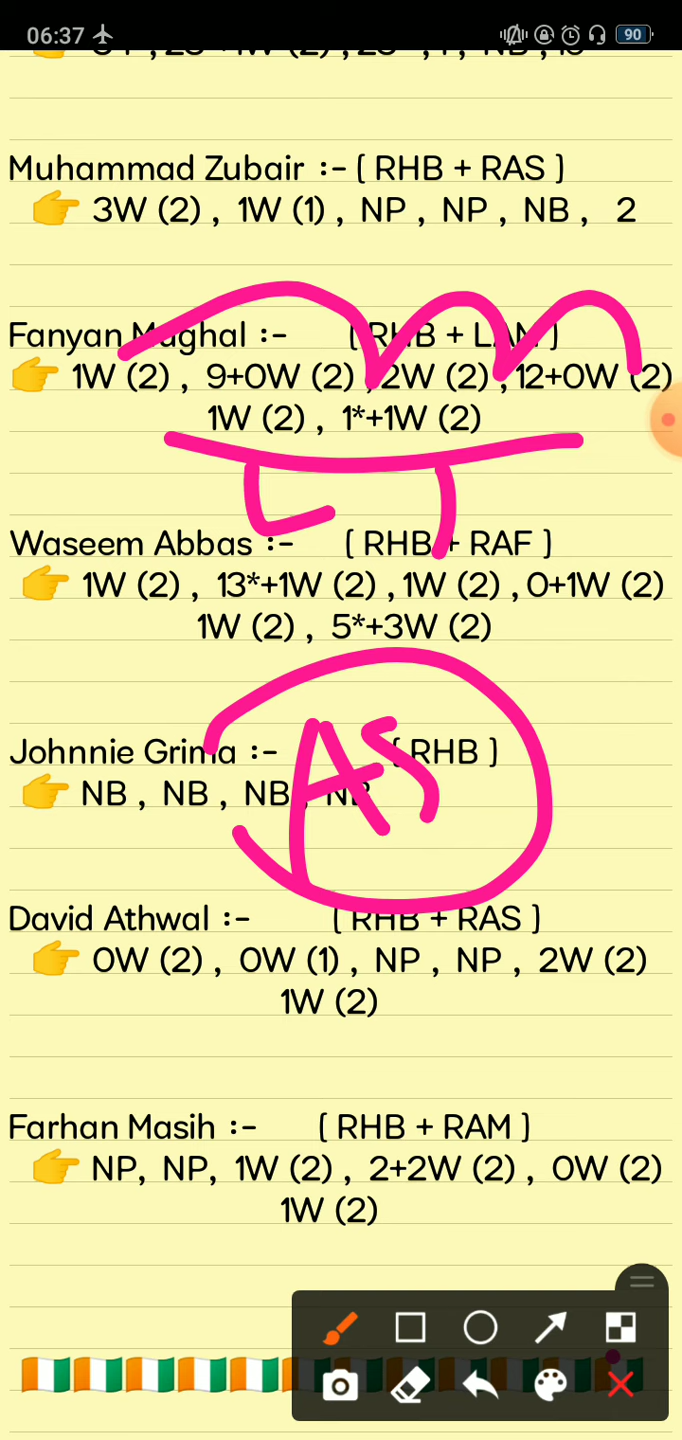 06:37
90
Muhammad Zubair :- ( RHB + RAS )
👉 3W (2) , 1W (1) , NP , NP , NB , 2
Fanyan Mughal :- ( RHB + LAM )
👉 1W (2) , 9+0W (2) , 2W (2) , 12+0W (2)
1W (2) , 1*+1W (2)
Waseem Abbas :- ( RHB + RAF )
👉 1W (2) , 13*+1W (2) , 1W (2) , 0+1W (2)
1W (2) , 5*+3W (2)
Johnnie Grima :- ( RHB )
👉 NB , NB , NB , NB
AS
David Athwal :- ( RHB + RAS )
👉 0W (2) , 0W (1) , NP , NP , 2W (2)
1W (2)
Farhan Masih :- ( RHB + RAM )
👉 NP, NP, 1W (2) , 2+2W (2) , 0W (2)
1W (2)